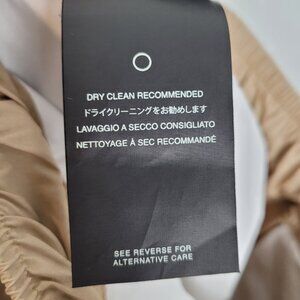 DRY CLEAN RECOMMENDED
ドライクリーニングをお勧めします
LAVAGGIO A SECCO CONSIGLIATO
NETTOYAGE À SEC RECOMMANDÉ
SEE REVERSE FOR
ALTERNATIVE CARE